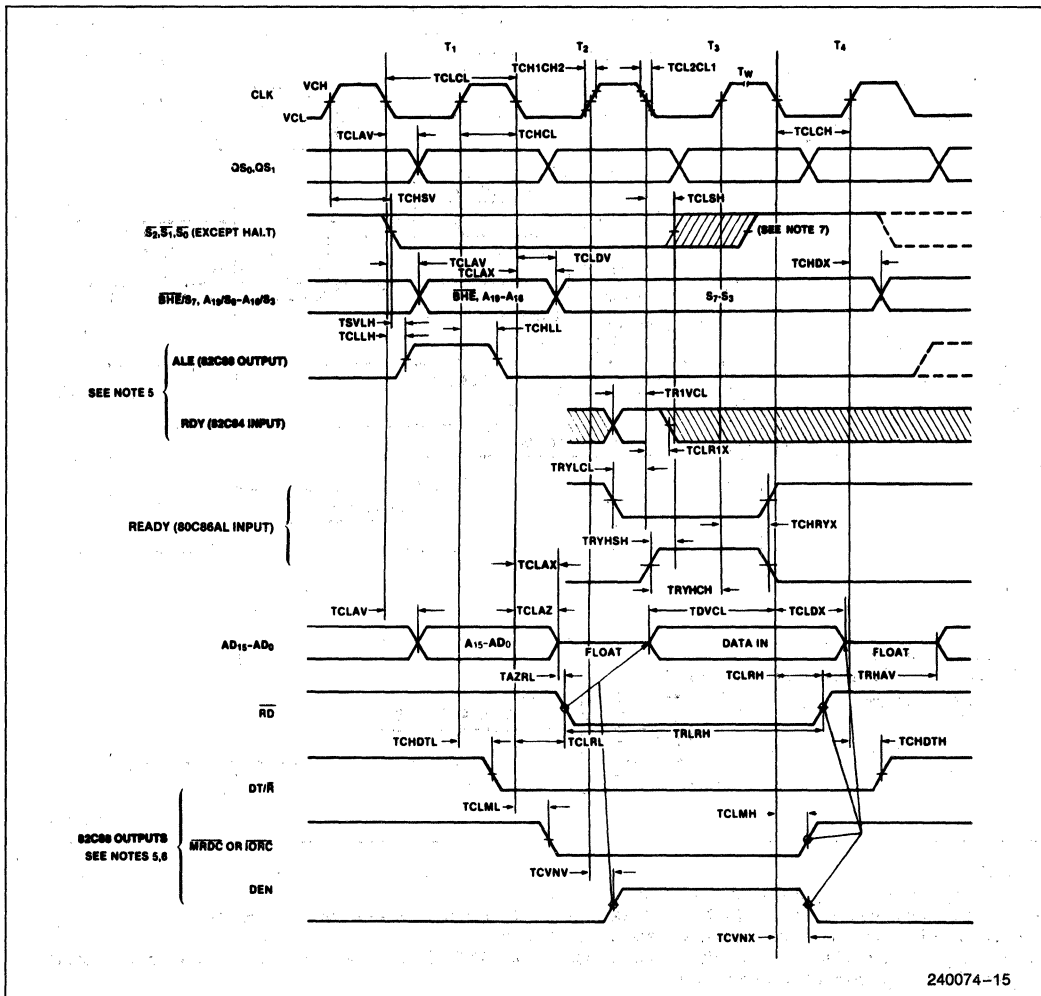 T1 T2 T3 T4
TCLCL TCH1CH2 TCL2CL1
TW
CLK VCH
VCL
TCLAV TCHCL TCLCH
QS0,QS1
TCHSV TCLSH
S2,S1,S0 (EXCEPT HALT) (SEE NOTE 7)
TCLAV TCLDV TCHDX
TCLAX
BHE/S7, A19/S6-A16/S3 BHE, A19-A16 S7-S3
TSVLH
TCLLH TCHLL
ALE (82C88 OUTPUT)
SEE NOTE 5
TR1VCL
RDY (82C84 INPUT)
TCLR1X
TRYLCL
READY (80C86AL INPUT) TCHRYX
TRYHSH
TCLAX
TRYHCH
TCLAV TCLAZ TDVCL TCLDX
AD15-AD0 A15-AD0 FLOAT DATA IN FLOAT
TAZRL TCLRH TRHAV
RD
TCHDTL TCLRL TRLRH TCHDTH
DT/R
TCLML TCLMH
82C88 OUTPUTS
SEE NOTES 5,6
MRDC OR IORC
TCVNV
DEN
TCVNX
240074-15